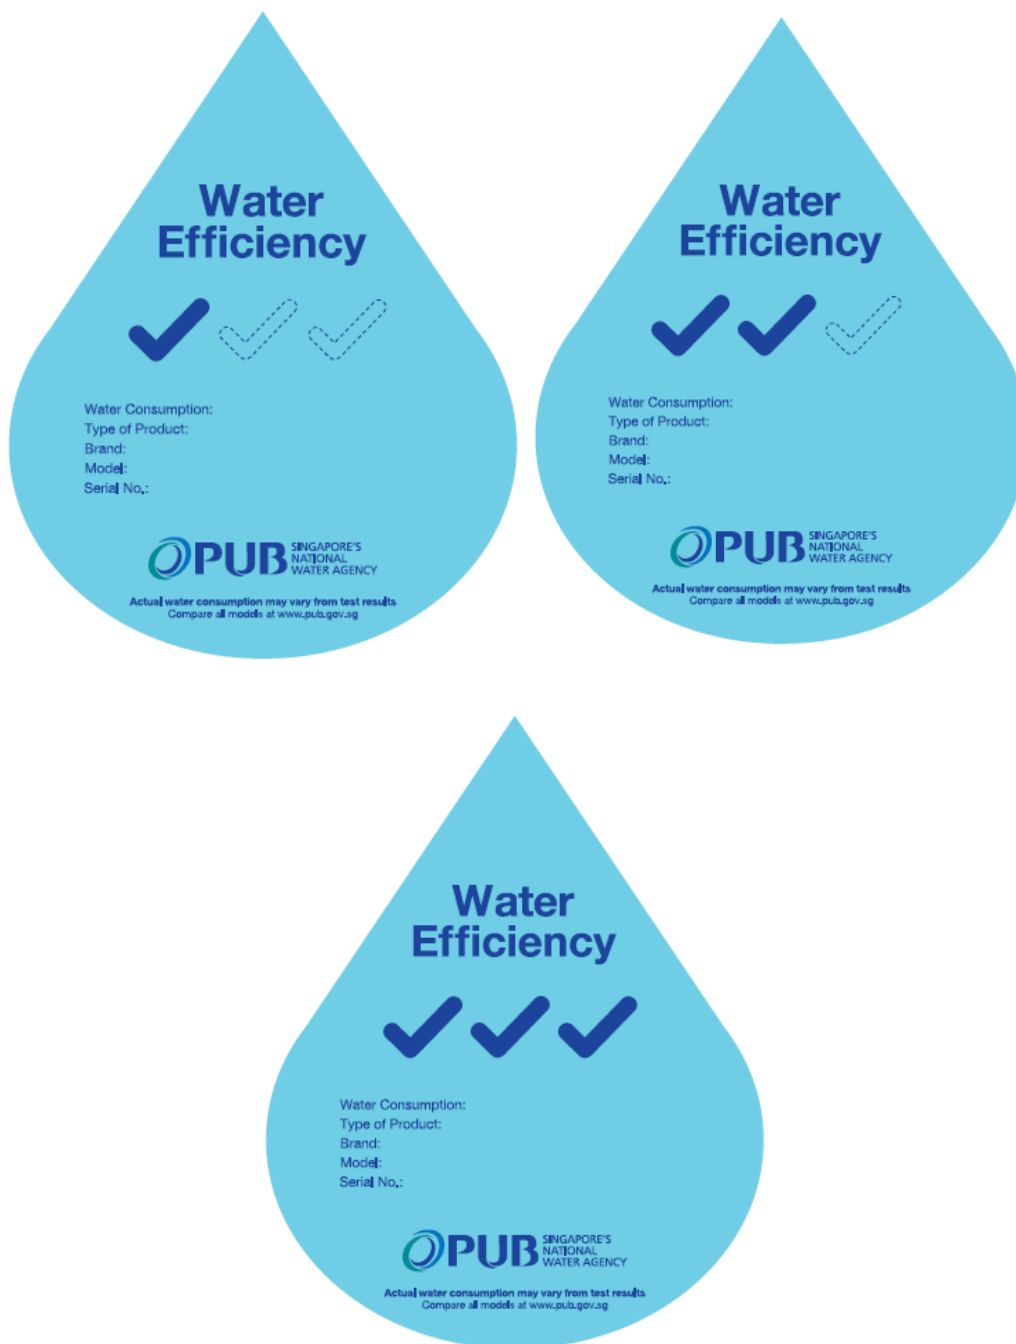 Water
Efficiency
Water Consumption:
Type of Product:
Brand:
Model:
Serial No.:
PUB SINGAPORE'S
NATIONAL
WATER AGENCY
Actual water consumption may vary from test results
Compare all models at www.pub.gov.sg
Water
Efficiency
Water Consumption:
Type of Product:
Brand:
Model:
Serial No.:
PUB SINGAPORE'S
NATIONAL
WATER AGENCY
Actual water consumption may vary from test results
Compare all models at www.pub.gov.sg
Water
Efficiency
Water Consumption:
Type of Product:
Brand:
Model:
Serial No.:
PUB SINGAPORE'S
NATIONAL
WATER AGENCY
Actual water consumption may vary from test results
Compare all models at www.pub.gov.sg